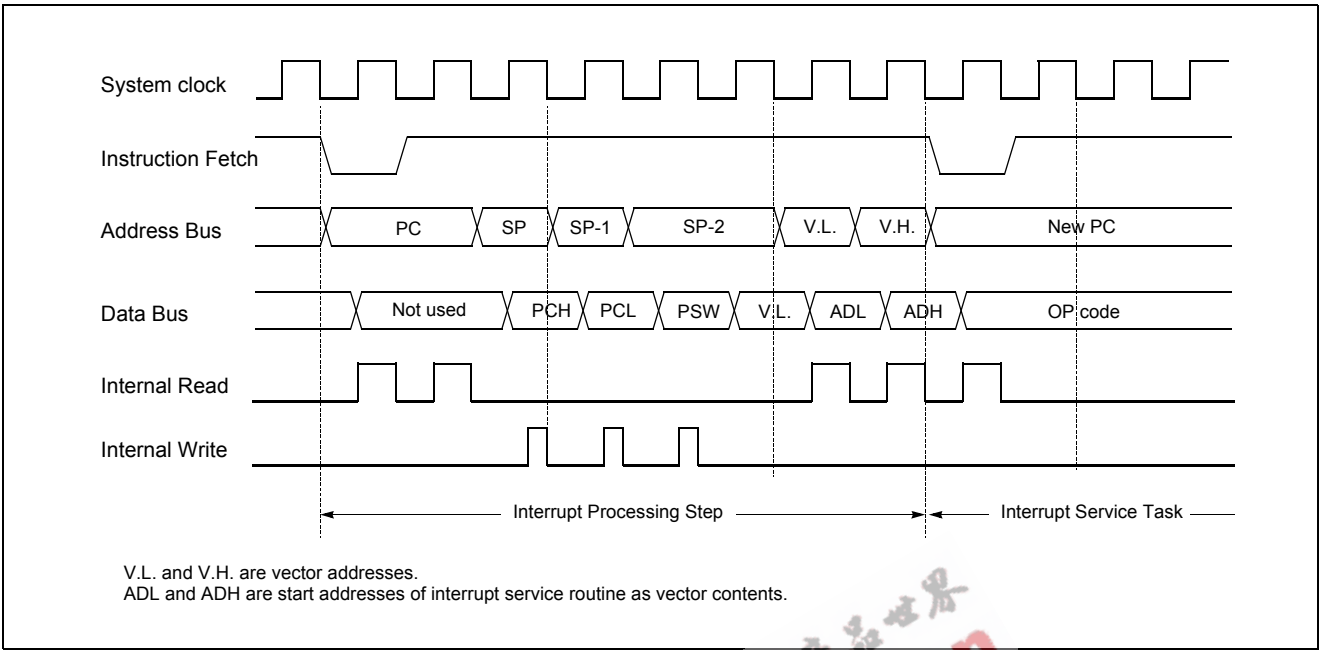 System clock
Instruction Fetch
Address Bus PC SP SP-1 SP-2 V.L. V.H. New PC
Data Bus Not used PCH PCL PSW V.L. ADL ADH OP code
Internal Read
Internal Write
Interrupt Processing Step Interrupt Service Task
V.L. and V.H. are vector addresses.
ADL and ADH are start addresses of interrupt service routine as vector contents.